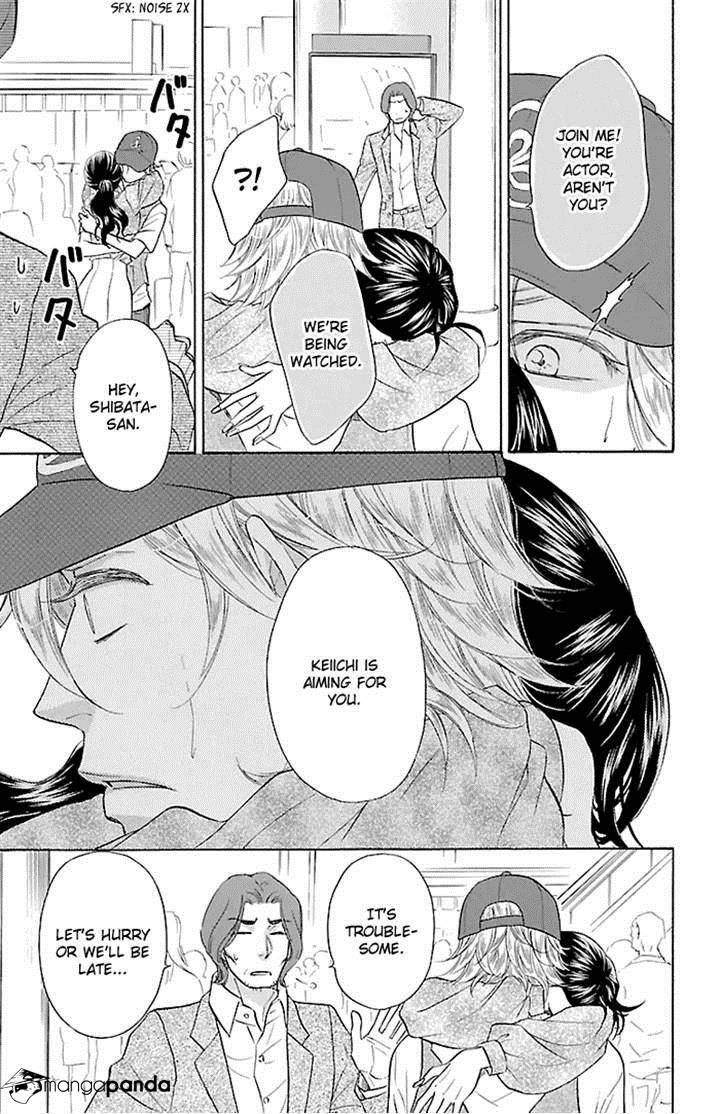 SFX: NOISE 2X
JOIN ME!
YOU'RE
ACTOR,
AREN'T
YOU?
?!
WE'RE
BEING
WATCHED.
バタ
バタ
HEY,
SHIBATA-
SAN.
KEIICHI IS
AIMING FOR
YOU.
IT'S
TROUBLE-
SOME.
LET'S HURRY
OR WE'LL BE
LATE...
mangapanda